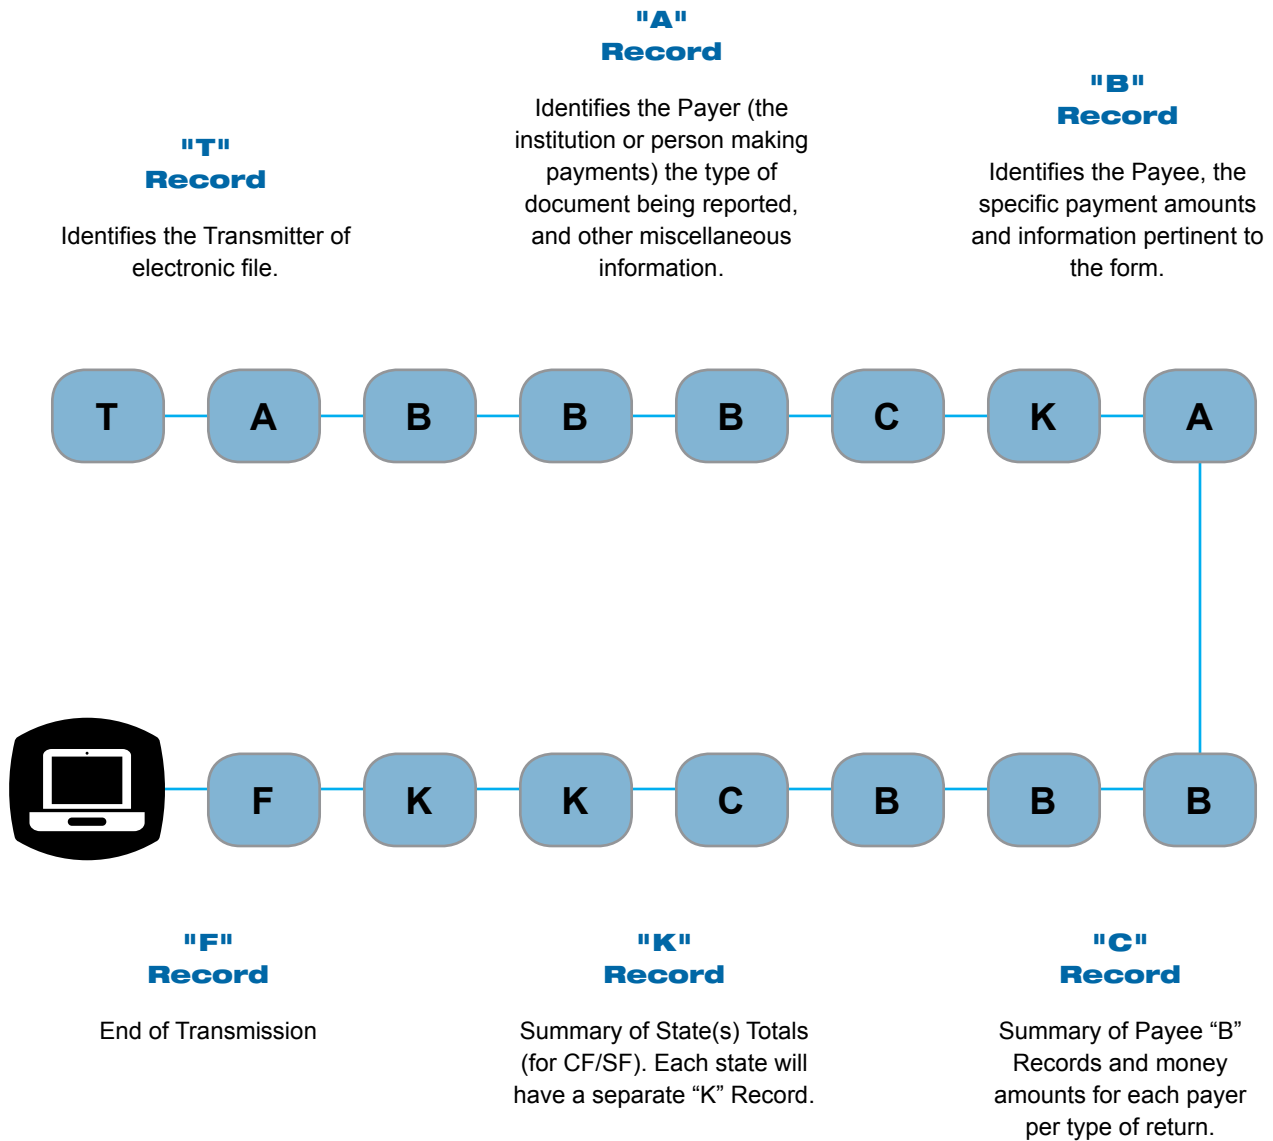 "T"
Record
Identifies the Transmitter of
electronic file.
"A"
Record
Identifies the Payer (the
institution or person making
payments) the type of
document being reported,
and other miscellaneous
information.
"B"
Record
Identifies the Payee, the
specific payment amounts
and information pertinent to
the form.
T A B B B C K A
F K K C B B B
"F"
Record
End of Transmission
"K"
Record
Summary of State(s) Totals
(for CF/SF). Each state will
have a separate “K” Record.
"C"
Record
Summary of Payee “B”
Records and money
amounts for each payer
per type of return.